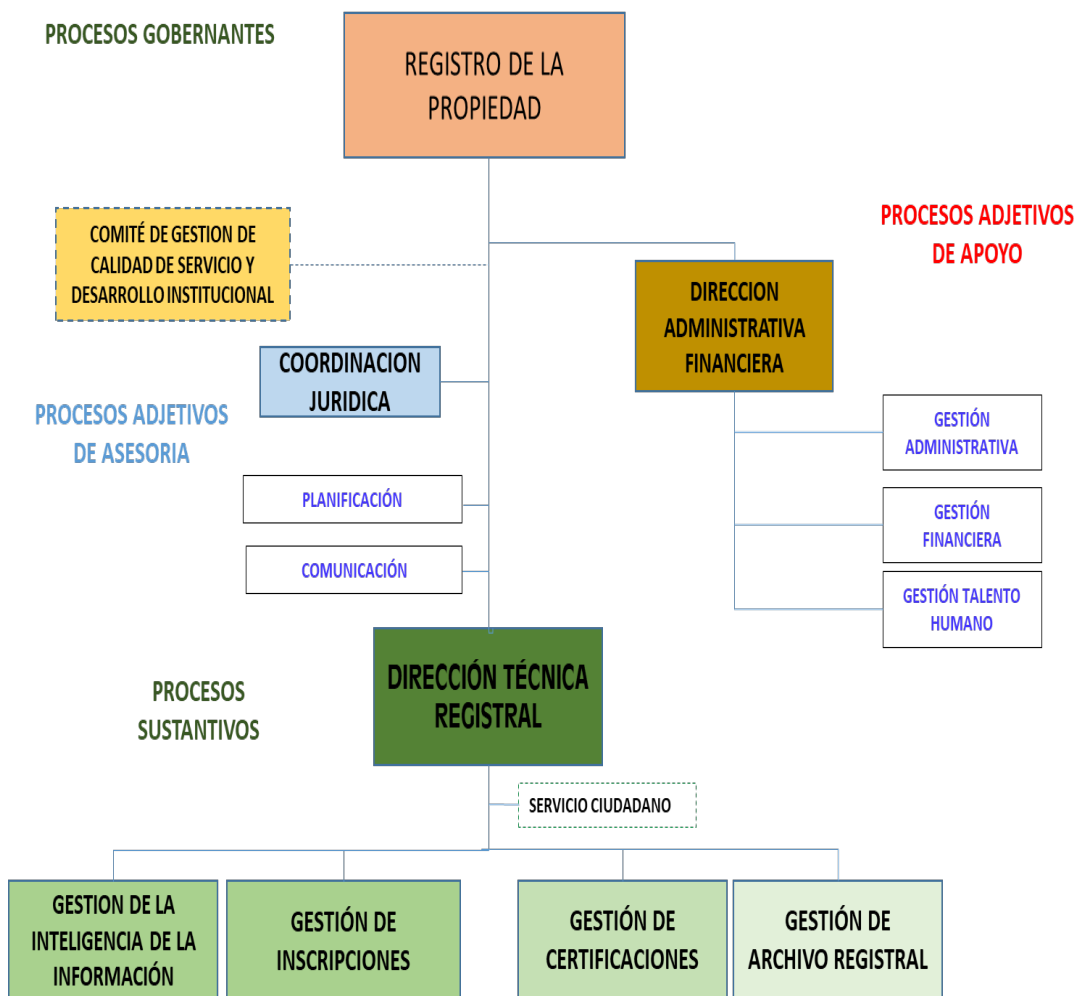 PROCESOS GOBERNANTES
REGISTRO DE LA
PROPIEDAD
COMITÉ DE GESTION DE
CALIDAD DE SERVICIO Y
DESARROLLO INSTITUCIONAL
PROCESOS ADJETIVOS
DE APOYO
DIRECCION
ADMINISTRATIVA
FINANCIERA
COORDINACION
JURIDICA
PROCESOS ADJETIVOS
DE ASESORIA
GESTIÓN
ADMINISTRATIVA
PLANIFICACIÓN
GESTIÓN
FINANCIERA
COMUNICACIÓN
GESTIÓN TALENTO
HUMANO
DIRECCIÓN TÉCNICA
REGISTRAL
PROCESOS
SUSTANTIVOS
SERVICIO CIUDADANO
GESTION DE LA
INTELIGENCIA DE LA
INFORMACIÓN
GESTIÓN DE
INSCRIPCIONES
GESTIÓN DE
CERTIFICACIONES
GESTIÓN DE
ARCHIVO REGISTRAL